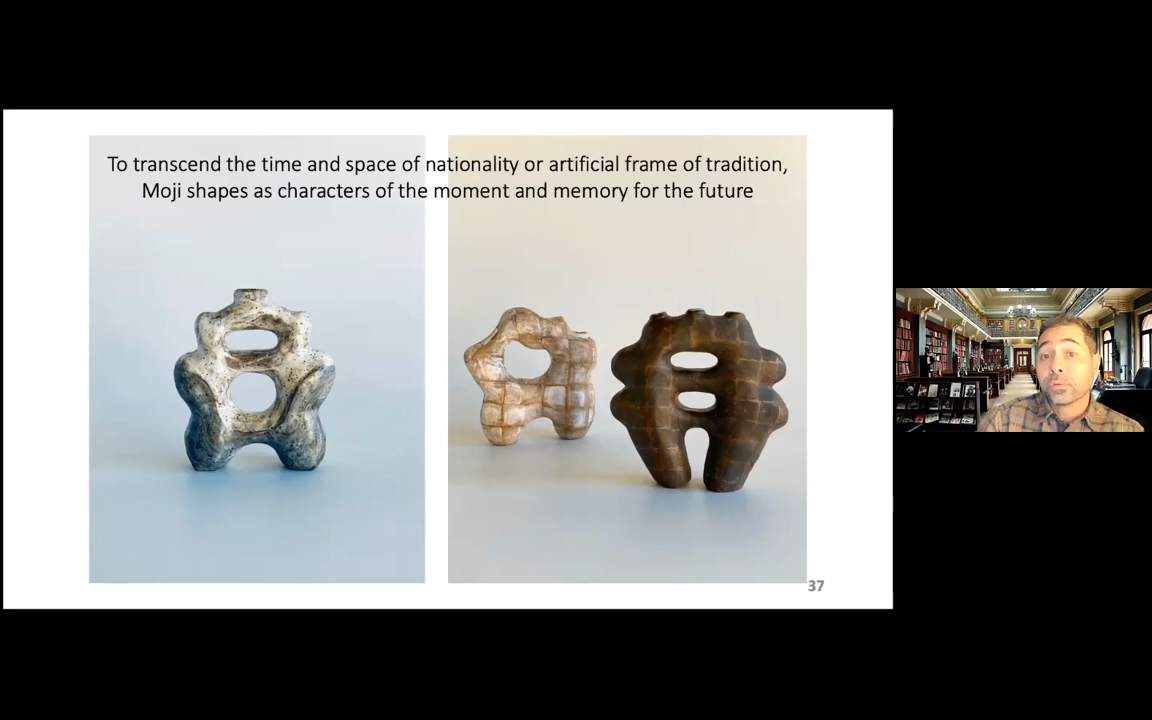 To transcend the time and space of nationality or artificial frame of tradition,
Moji shapes as characters of the moment and memory for the future
37